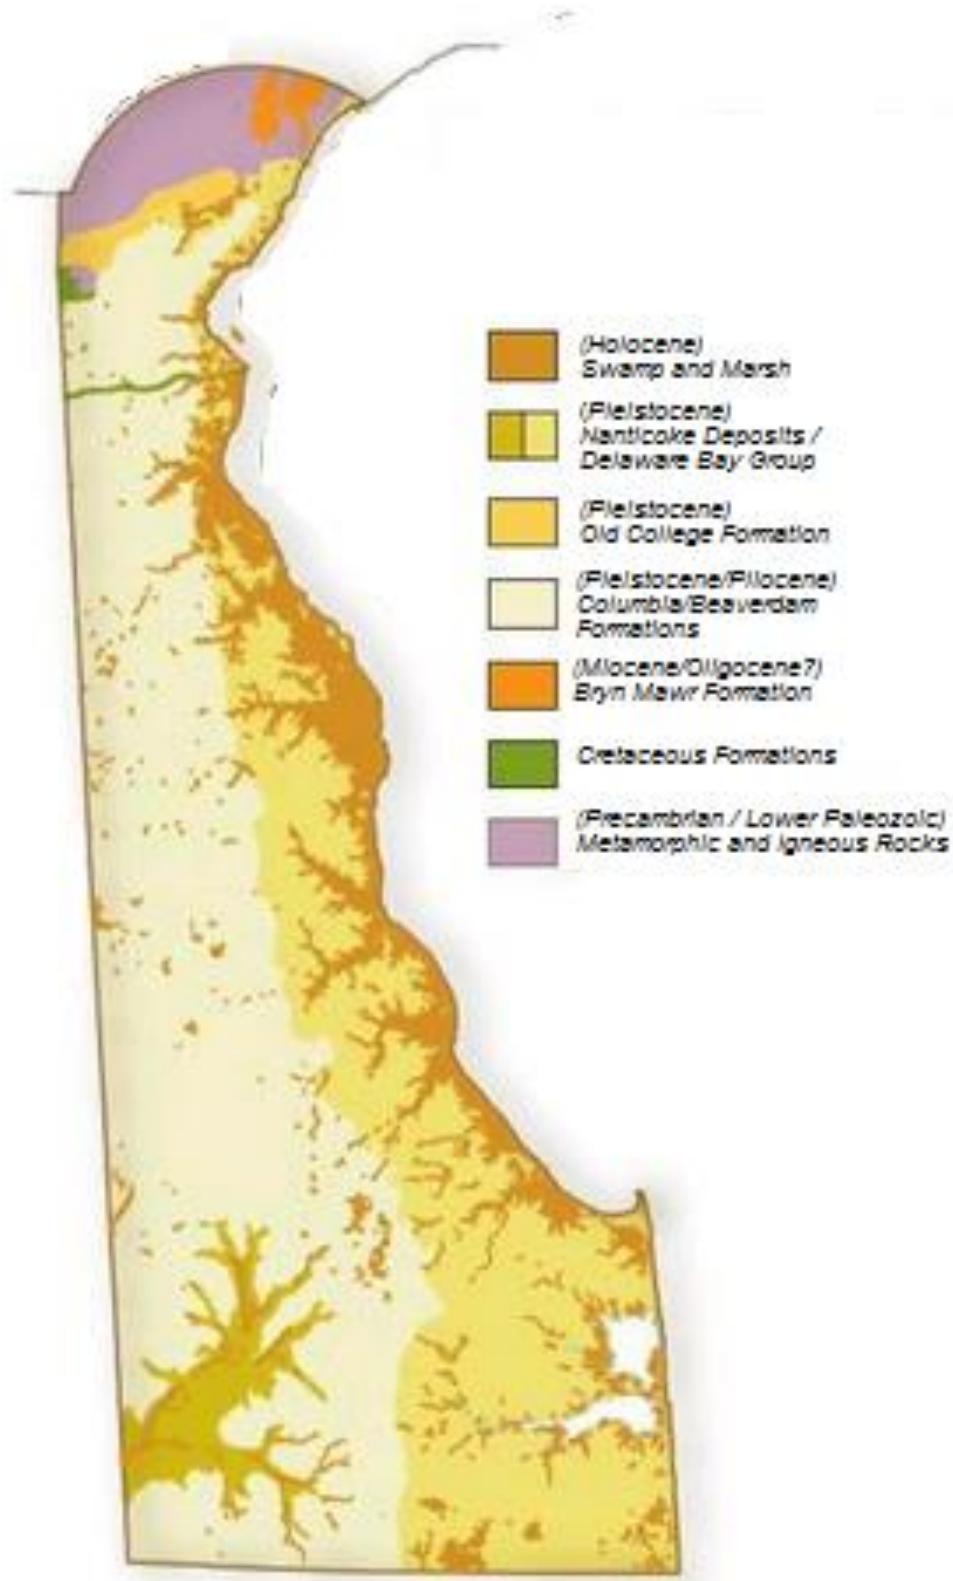 (Holocene)
Swamp and Marsh
(Pleistocene)
Nanticoke Deposits /
Delaware Bay Group
(Pleistocene)
Old College Formation
(Pleistocene/Pliocene)
Columbia/Beaverdam
Formations
(Miocene/Oligocene?)
Bryn Mawr Formation
Cretaceous Formations
(Precambrian / Lower Paleozoic)
Metamorphic and Igneous Rocks